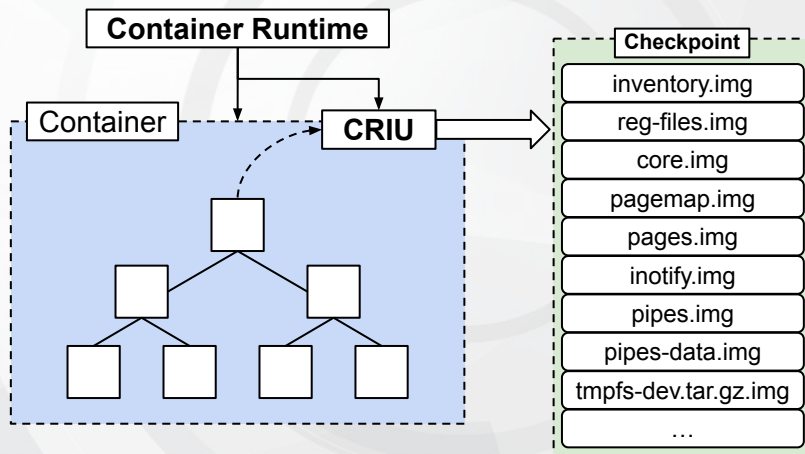 Container Runtime
Checkpoint
Container
CRIU
inventory.img
reg-files.img
core.img
pagemap.img
pages.img
inotify.img
pipes.img
pipes-data.img
tmpfs-dev.tar.gz.img
…